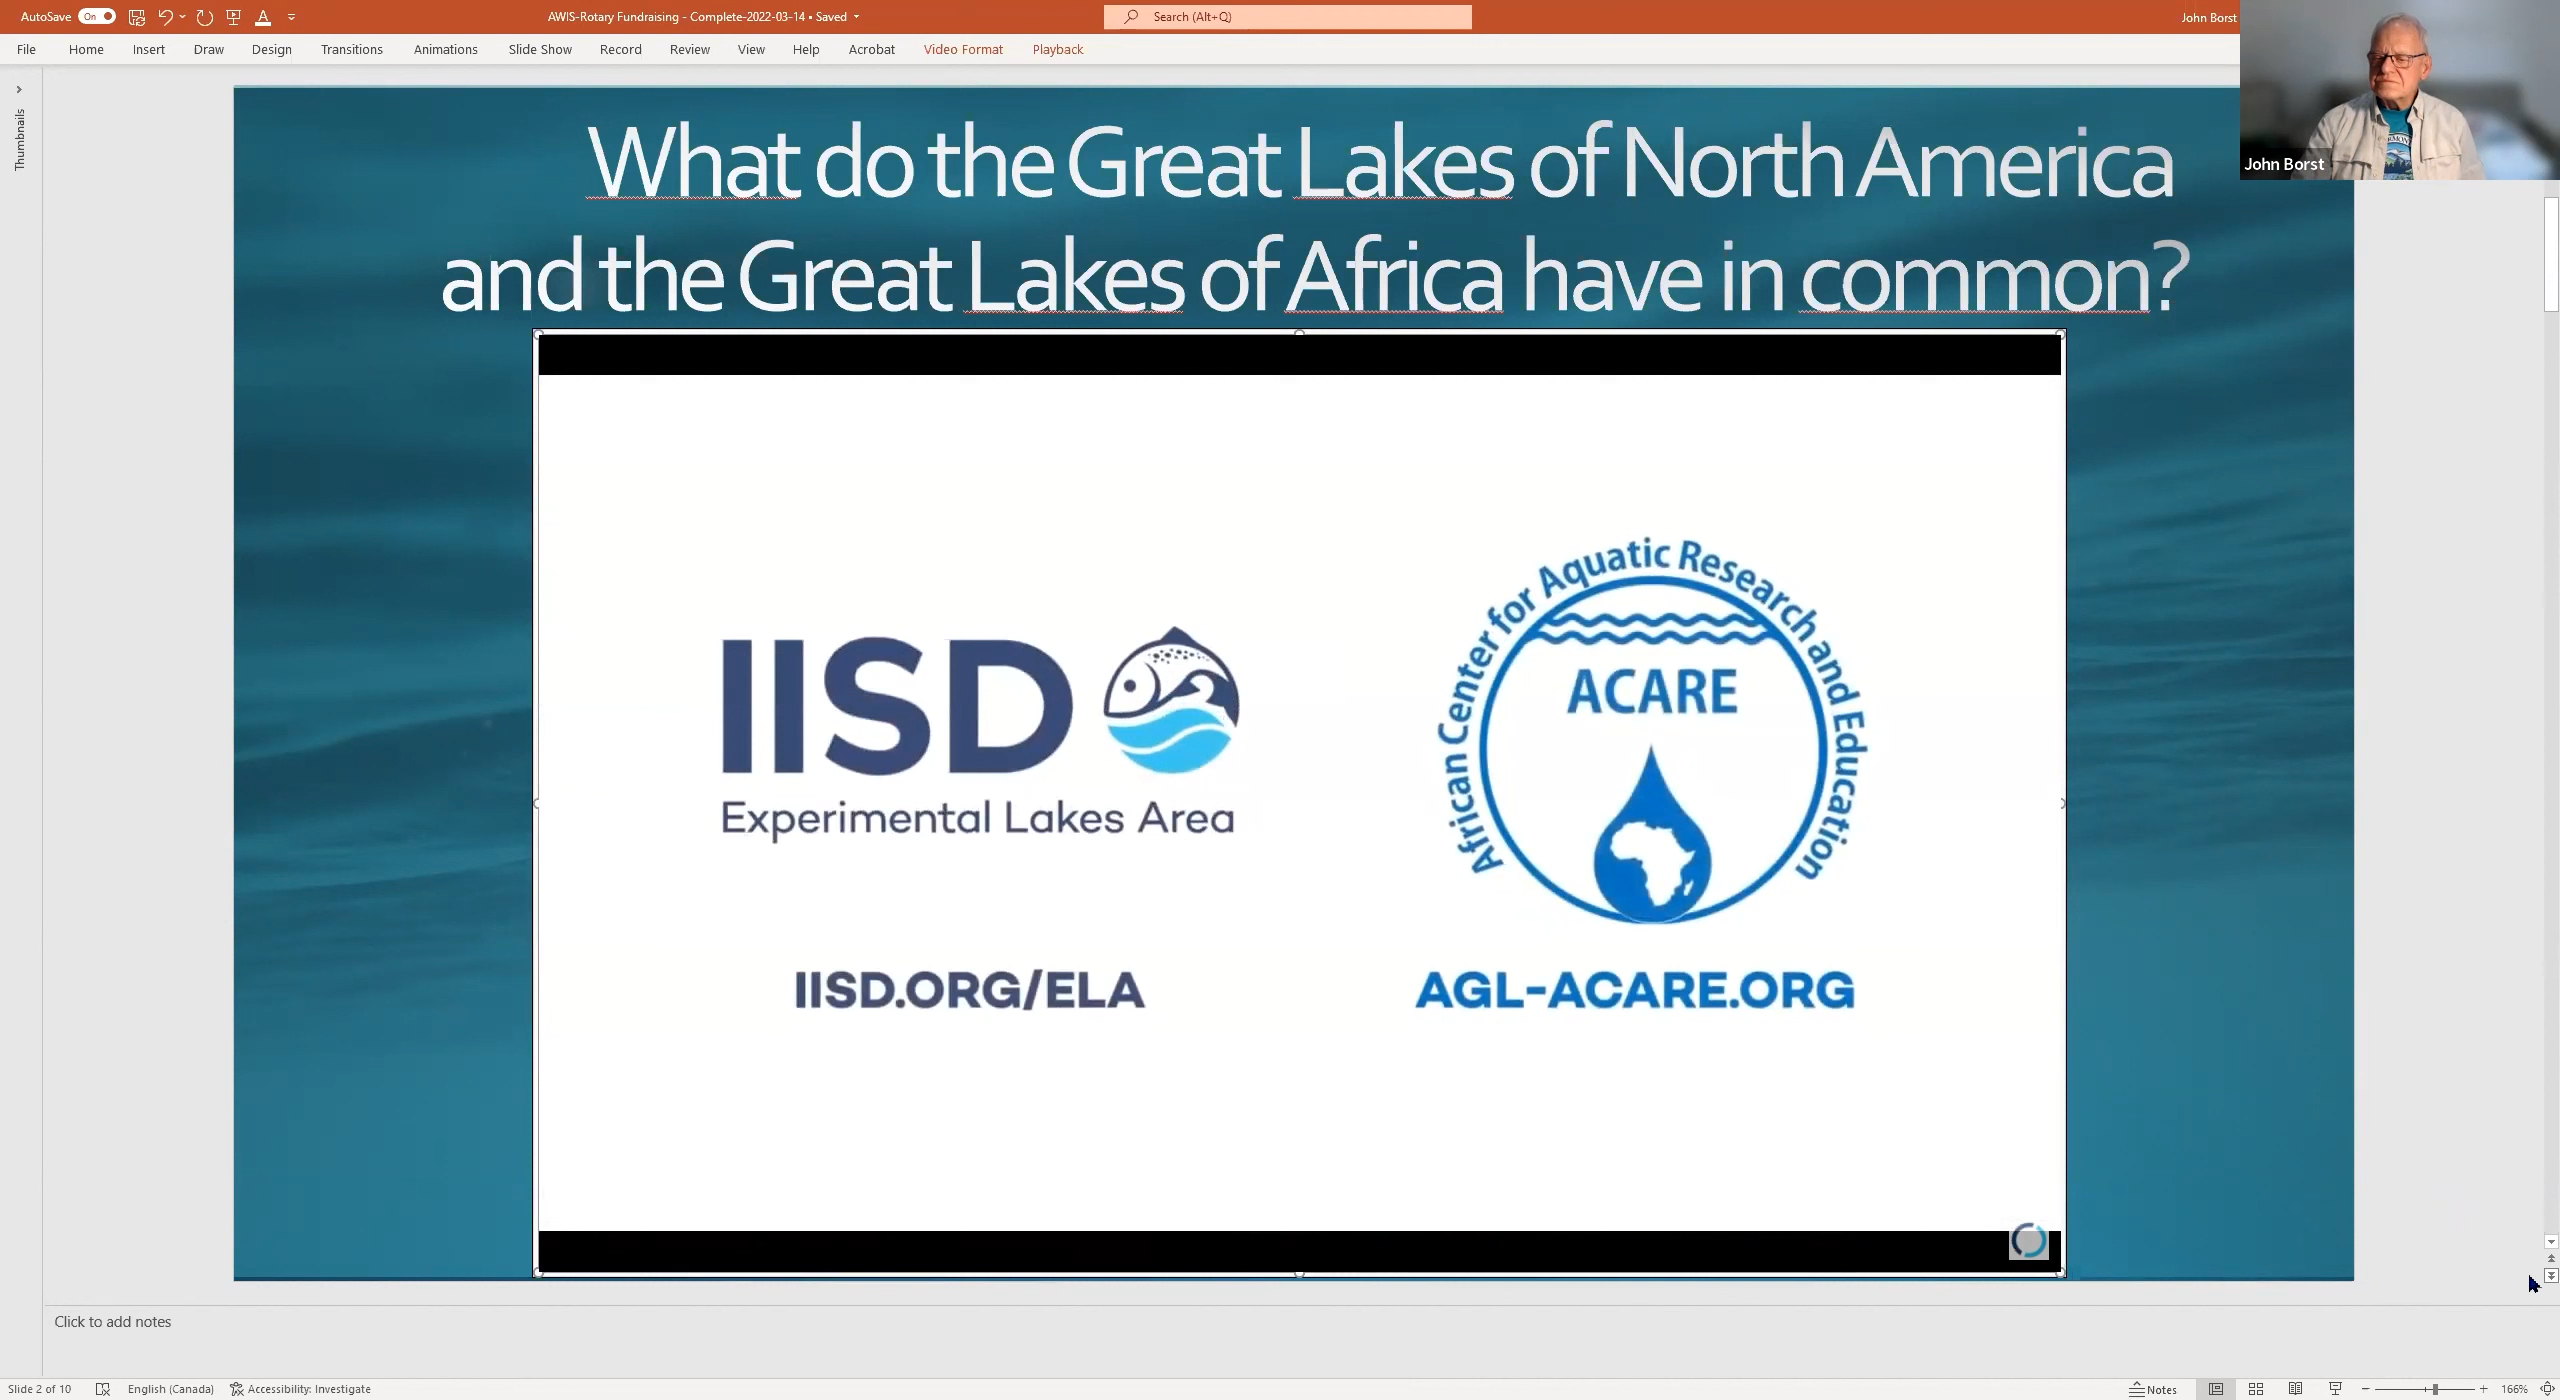 AutoSave On
AWIS-Rotary Fundraising - Complete-2022-03-14 • Saved
Search (Alt+Q)
John Borst
File Home Insert Draw Design Transitions Animations Slide Show Record Review View Help Acrobat Video Format Playback
Thumbnails
John Borst
What do the Great Lakes of North America
and the Great Lakes of Africa have in common?
IISD
Experimental Lakes Area
IISD.ORG/ELA
African Center for Aquatic Research and Education
ACARE
AGL-ACARE.ORG
Click to add notes
Slide 2 of 10 English (Canada) Accessibility: Investigate Notes 166%